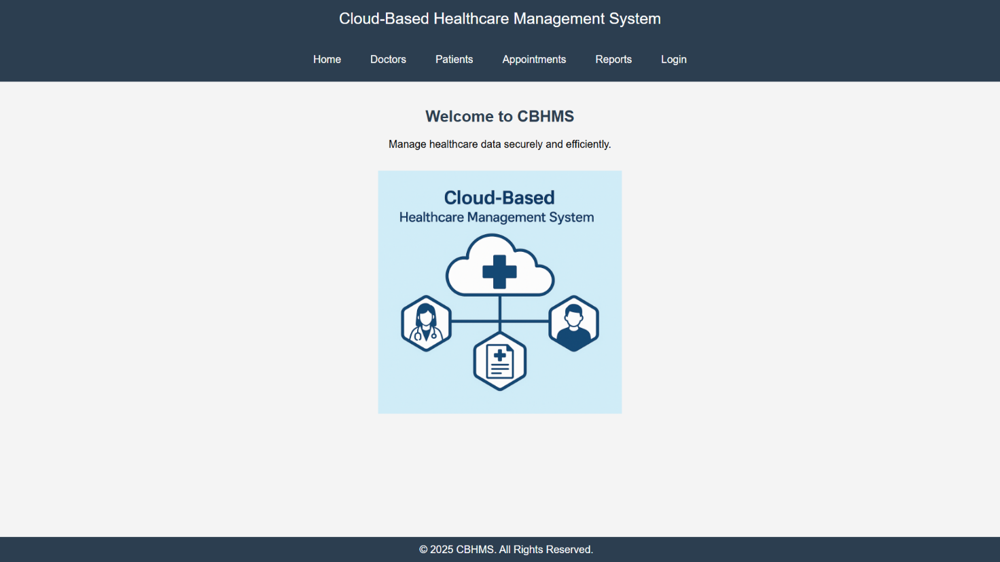 Cloud-Based Healthcare Management System
Home Doctors Patients Appointments Reports Login
Welcome to CBHMS
Manage healthcare data securely and efficiently.
Cloud-Based
Healthcare Management System
© 2025 CBHMS. All Rights Reserved.